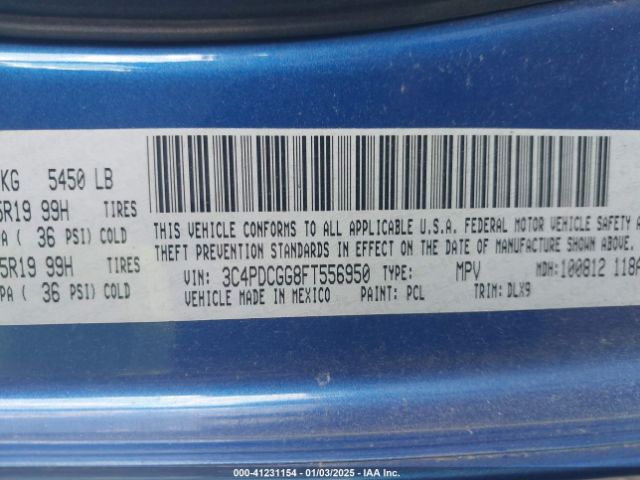 KG 5450 LB
5R19 99H TIRES
PA ( 36 PSI) COLD
5R19 99H TIRES
PA ( 36 PSI) COLD
THIS VEHICLE CONFORMS TO ALL APPLICABLE U.S.A. FEDERAL MOTOR VEHICLE SAFETY
THEFT PREVENTION STANDARDS IN EFFECT ON THE DATE OF MANUFACTURE SHOWN ABOVE.
VIN: 3C4PDCGG8FT556950 TYPE: MPV MDH: 100812 118
VEHICLE MADE IN MEXICO PAINT: PCL TRIM: DLX9
000-41231154 - 01/03/2025 - IAA Inc.